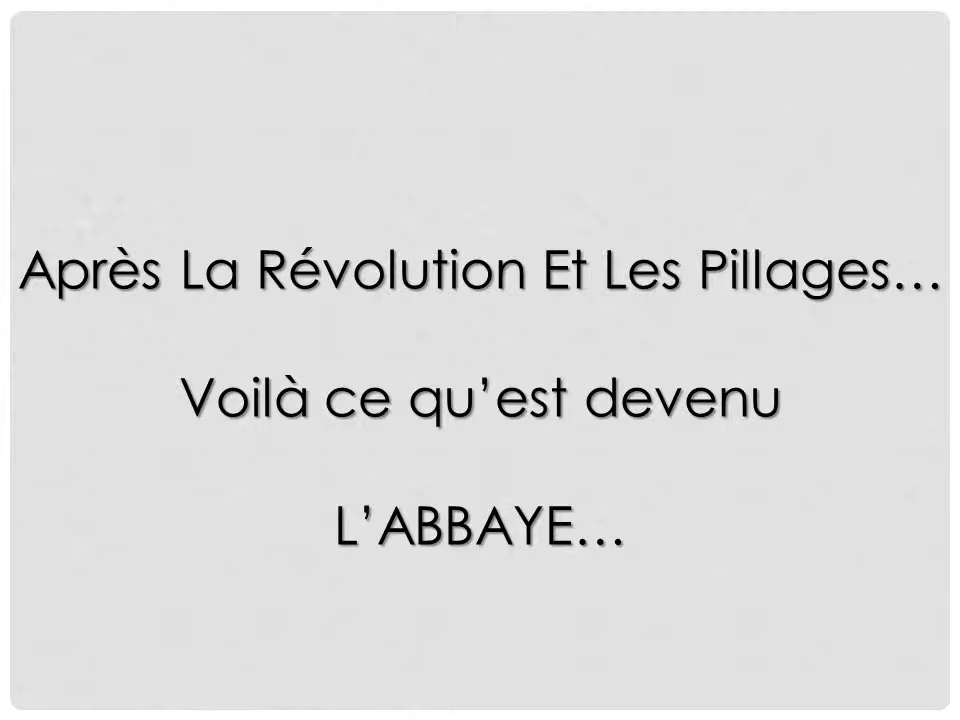 Après La Révolution Et Les Pillages…
Voilà ce qu’est devenu
L’ABBAYE…